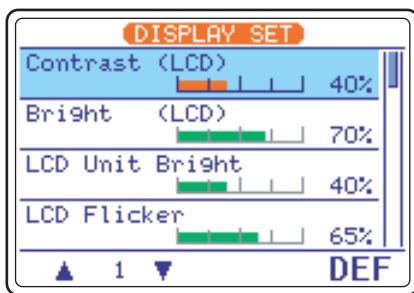 DISPLAY SET
Contrast (LCD)
40%
Bright (LCD)
70%
LCD Unit Bright
40%
LCD Flicker
65%
▲ 1 ▼ DEF